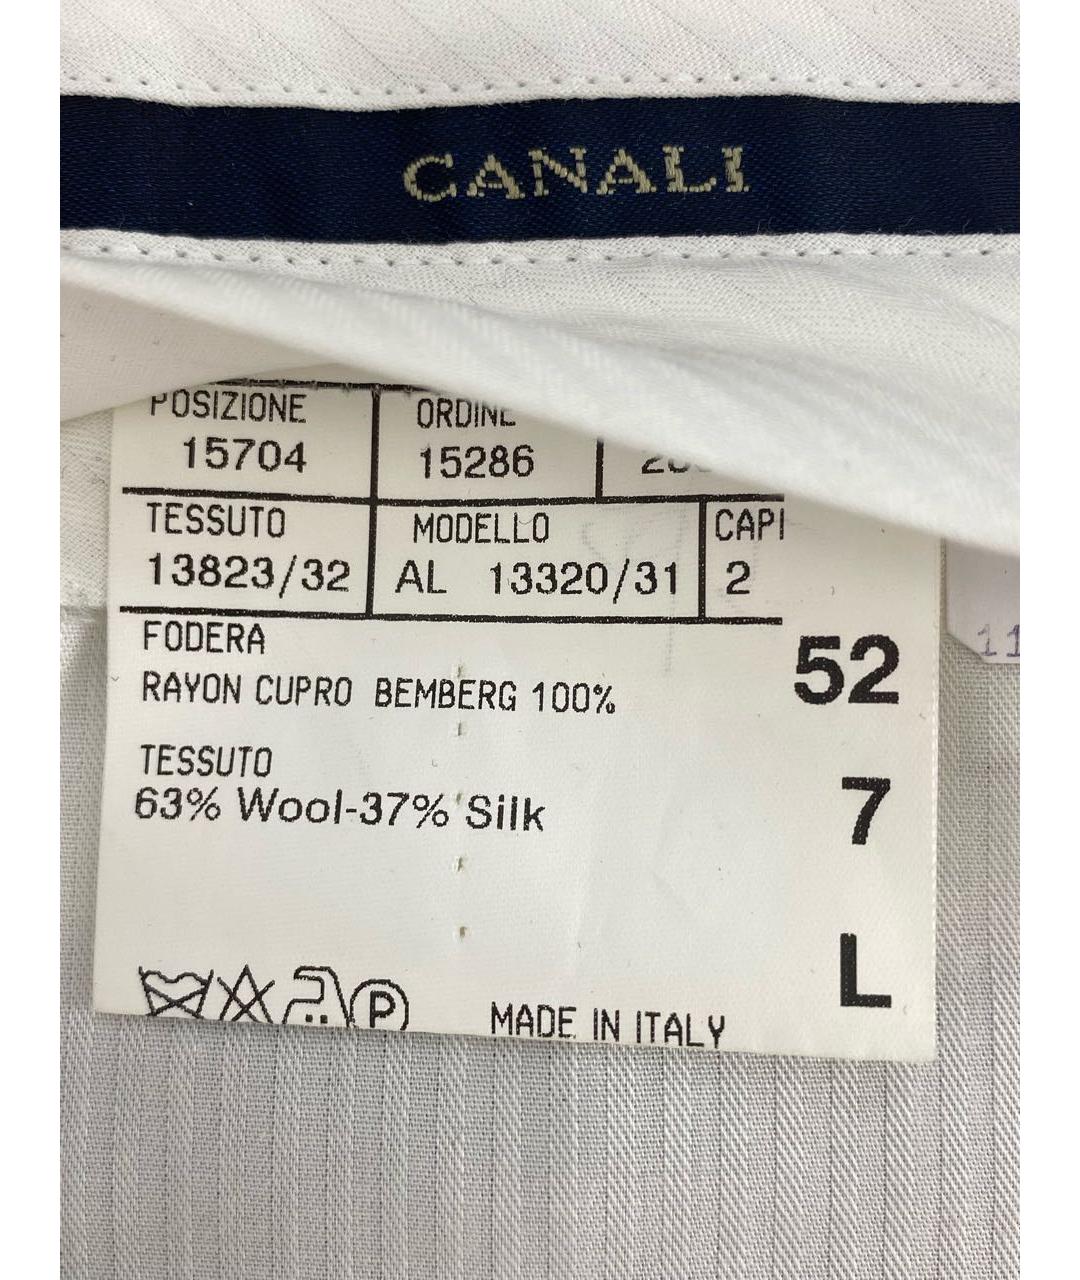 CANALI
POSIZIONE ORDINE
15704 15286
TESSUTO MODELLO CAPI
13823/32 AL 13320/31 2
FODERA
RAYON CUPRO BEMBERG 100%
52
TESSUTO
63% Wool-37% Silk
7
L
P
MADE IN ITALY
11